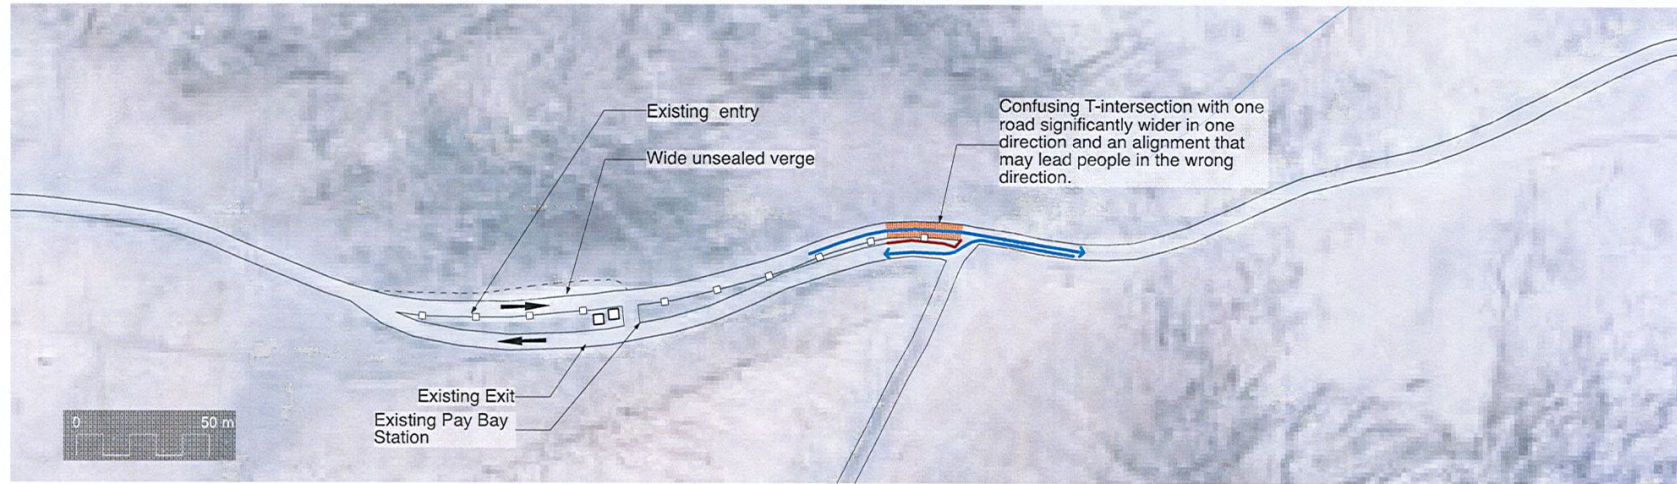 Existing entry
Wide unsealed verge
Confusing T-intersection with one
road significantly wider in one
direction and an alignment that
may lead people in the wrong
direction.
Existing Exit
Existing Pay Bay
Station
0 50 m